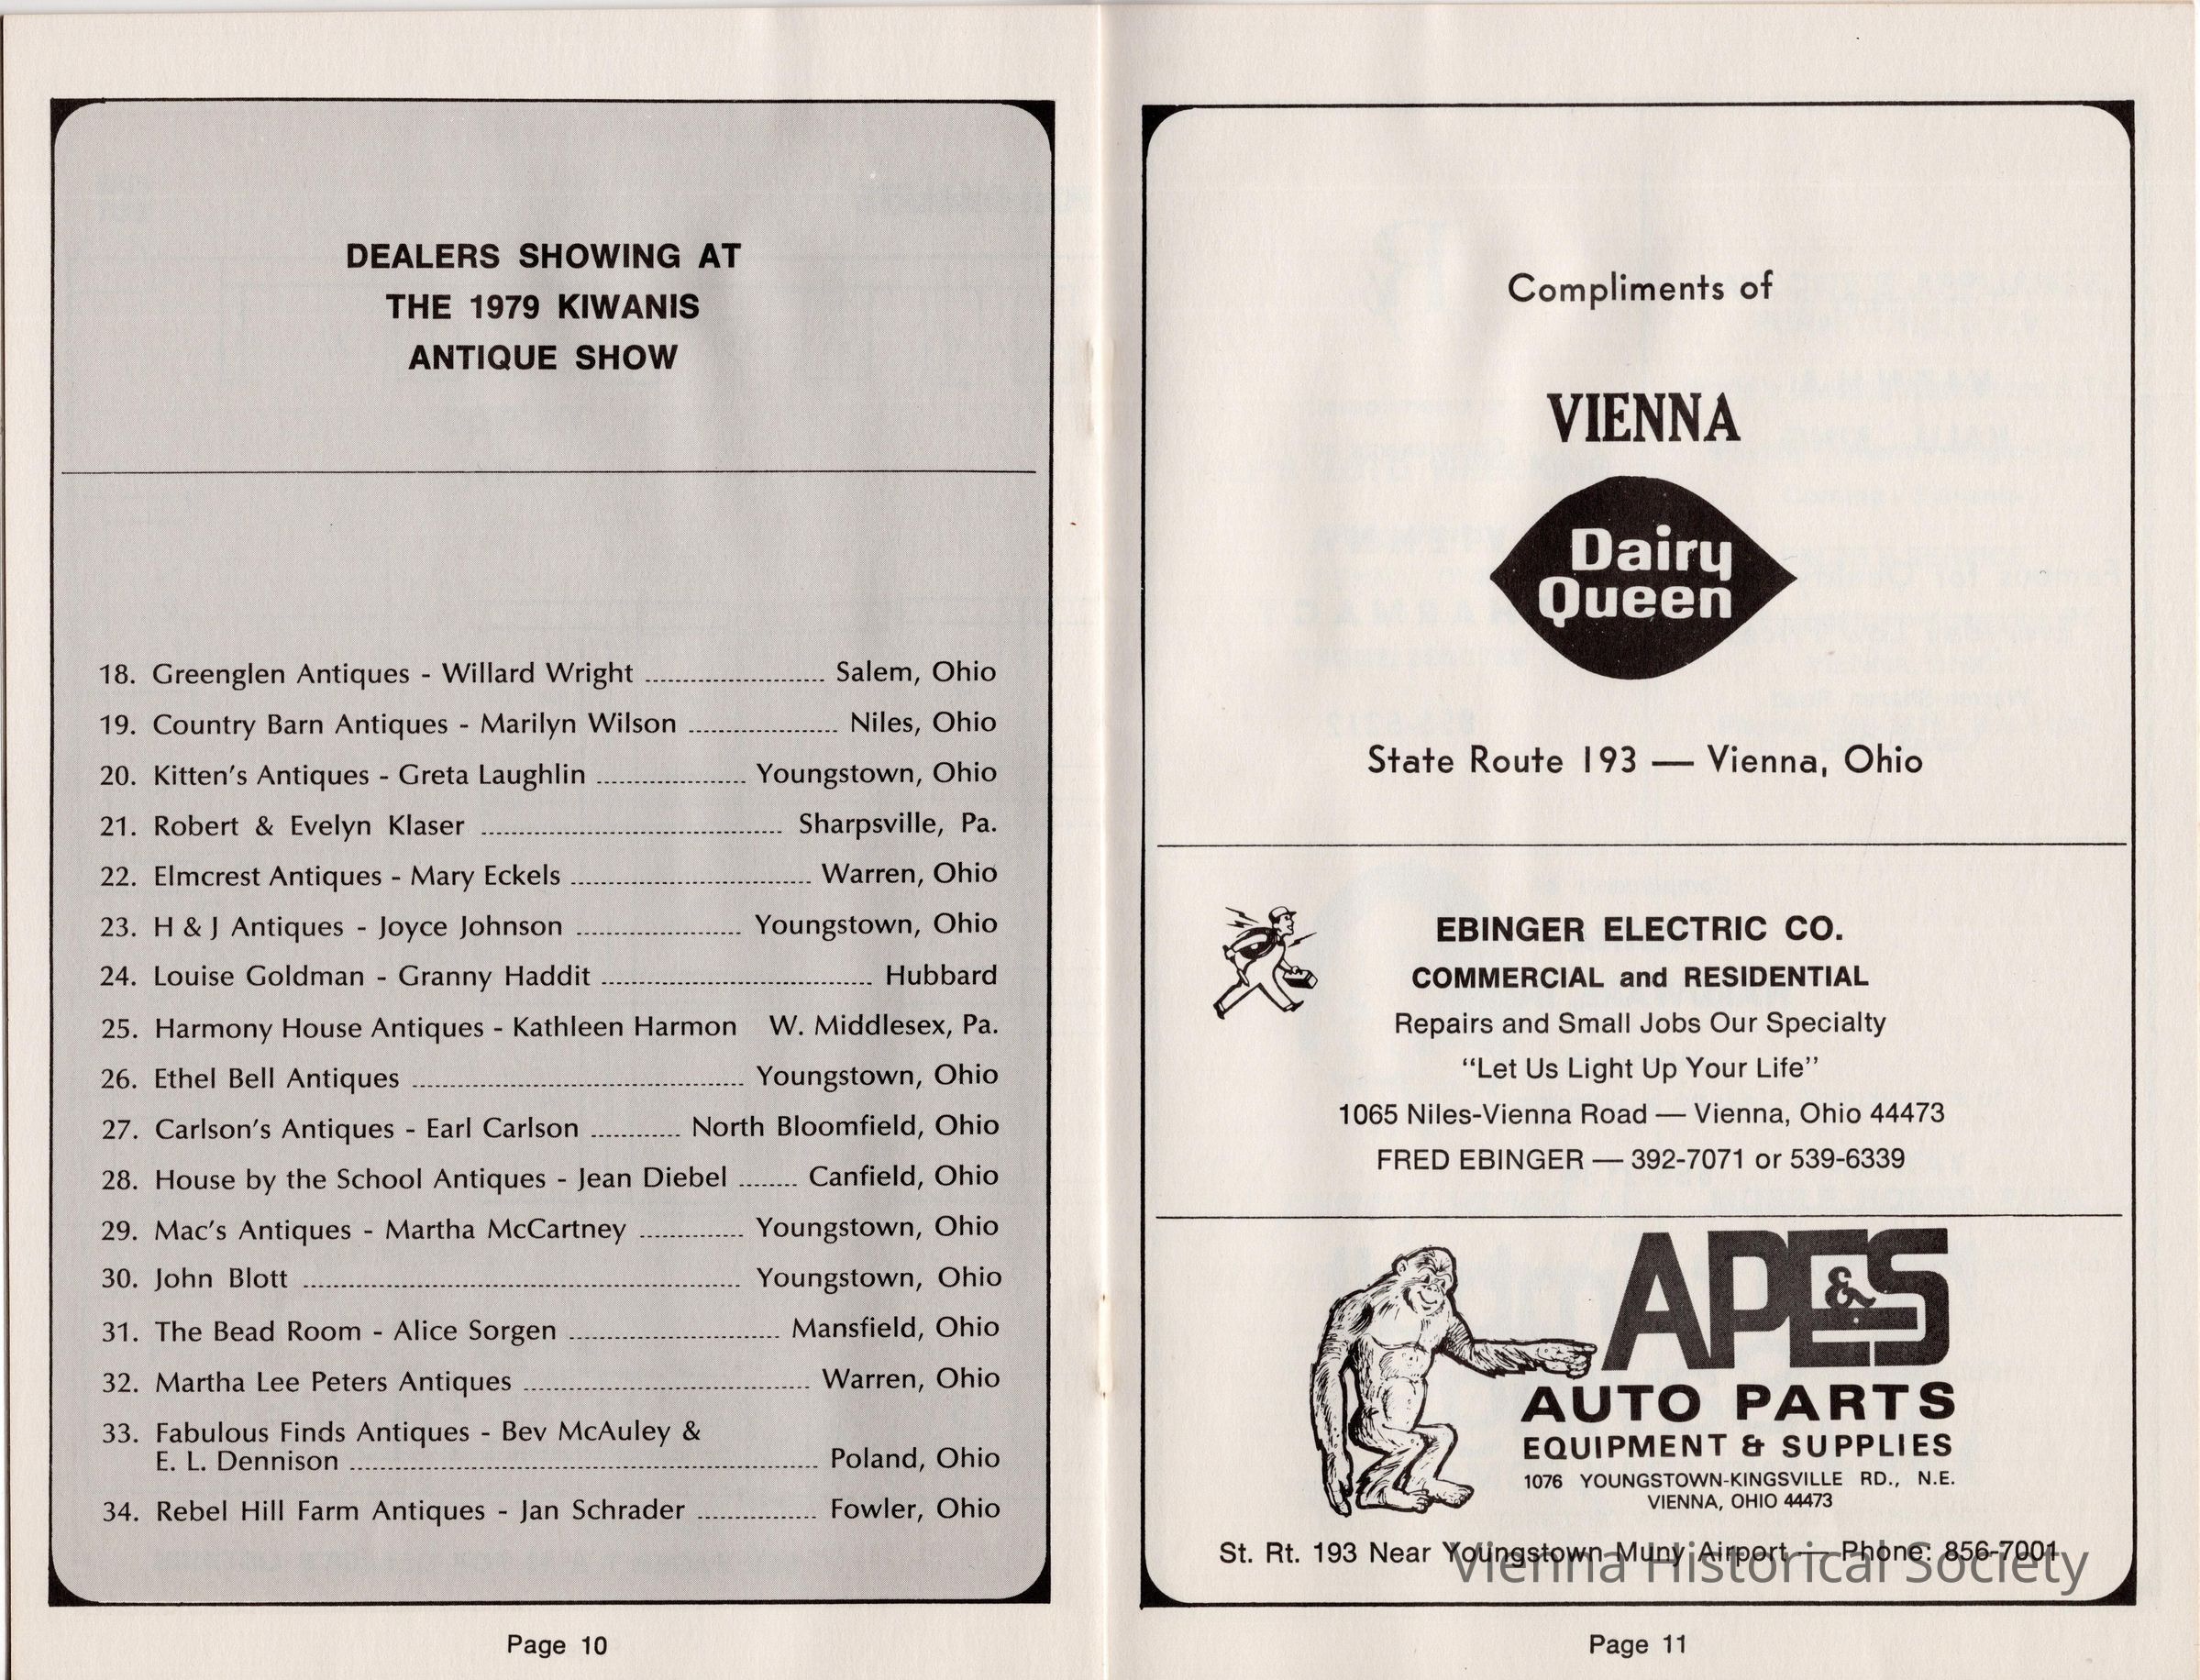 DEALERS SHOWING AT
THE 1979 KIWANIS
ANTIQUE SHOW
18. Greenglen Antiques - Willard Wright ........................ Salem, Ohio
19. Country Barn Antiques - Marilyn Wilson .................... Niles, Ohio
20. Kitten's Antiques - Greta Laughlin .................... Youngstown, Ohio
21. Robert & Evelyn Klaser ........................................ Sharpsville, Pa.
22. Elmcrest Antiques - Mary Eckels ................................ Warren, Ohio
23. H & J Antiques - Joyce Johnson ...................... Youngstown, Ohio
24. Louise Goldman - Granny Haddit .................................... Hubbard
25. Harmony House Antiques - Kathleen Harmon W. Middlesex, Pa.
26. Ethel Bell Antiques ............................................ Youngstown, Ohio
27. Carlson's Antiques - Earl Carlson ............ North Bloomfield, Ohio
28. House by the School Antiques - Jean Diebel ........ Canfield, Ohio
29. Mac's Antiques - Martha McCartney .............. Youngstown, Ohio
30. John Blott ............................................................ Youngstown, Ohio
31. The Bead Room - Alice Sorgen ............................ Mansfield, Ohio
32. Martha Lee Peters Antiques ...................................... Warren, Ohio
33. Fabulous Finds Antiques - Bev McAuley &
E. L. Dennison .............................................................. Poland, Ohio
34. Rebel Hill Farm Antiques - Jan Schrader ................ Fowler, Ohio
Page 10
Compliments of
VIENNA
Dairy
Queen
State Route 193 — Vienna, Ohio
EBINGER ELECTRIC CO.
COMMERCIAL and RESIDENTIAL
Repairs and Small Jobs Our Specialty
"Let Us Light Up Your Life"
1065 Niles-Vienna Road — Vienna, Ohio 44473
FRED EBINGER — 392-7071 or 539-6339
APE&S
AUTO PARTS
EQUIPMENT & SUPPLIES
1076 YOUNGSTOWN-KINGSVILLE RD., N.E.
VIENNA, OHIO 44473
St. Rt. 193 Near Youngstown Muny Airport — Phone: 856-7001
Vienna Historical Society
Page 11